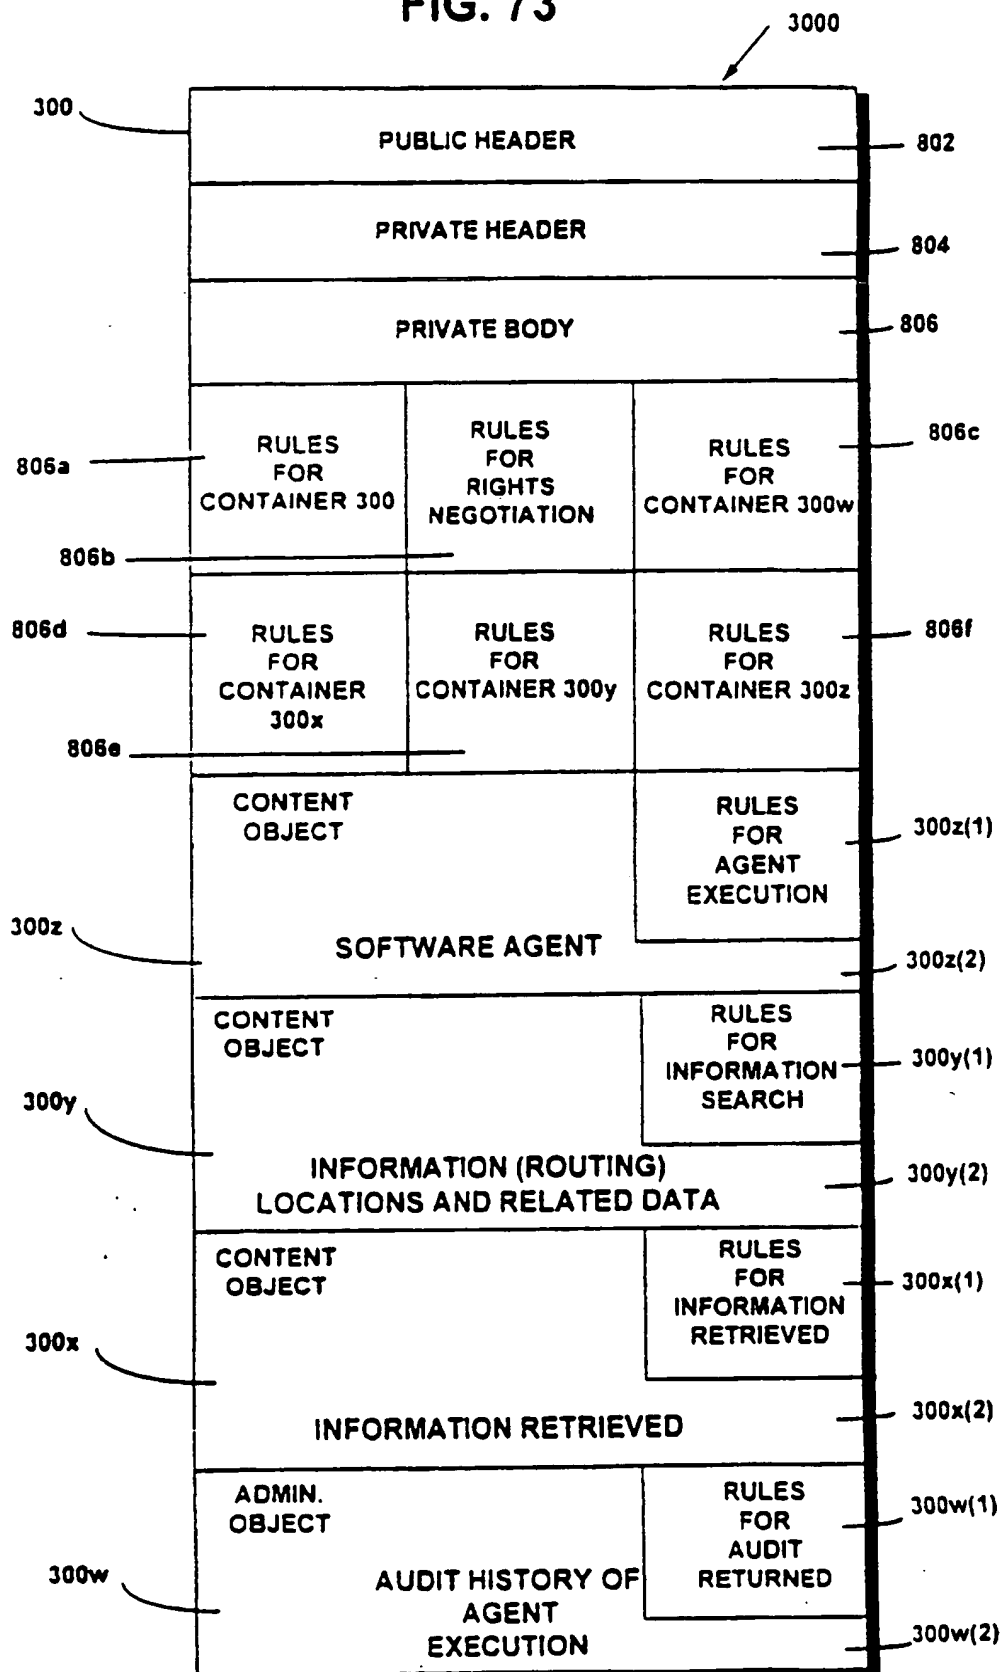 FIG. 73
3000
300
PUBLIC HEADER
802
PRIVATE HEADER
804
PRIVATE BODY
806
806a
RULES
FOR
CONTAINER 300
806b
RULES
FOR
RIGHTS
NEGOTIATION
RULES
FOR
CONTAINER 300w
806c
806d
RULES
FOR
CONTAINER
300x
806e
RULES
FOR
CONTAINER 300y
RULES
FOR
CONTAINER 300z
806f
CONTENT
OBJECT
RULES
FOR
AGENT
EXECUTION
300z(1)
300z
SOFTWARE AGENT
300z(2)
CONTENT
OBJECT
RULES
FOR
INFORMATION
SEARCH
300y(1)
300y
INFORMATION (ROUTING)
LOCATIONS AND RELATED DATA
300y(2)
CONTENT
OBJECT
RULES
FOR
INFORMATION
RETRIEVED
300x(1)
300x
INFORMATION RETRIEVED
300x(2)
ADMIN.
OBJECT
RULES
FOR
AUDIT
RETURNED
300w(1)
300w
AUDIT HISTORY OF
AGENT
EXECUTION
300w(2)